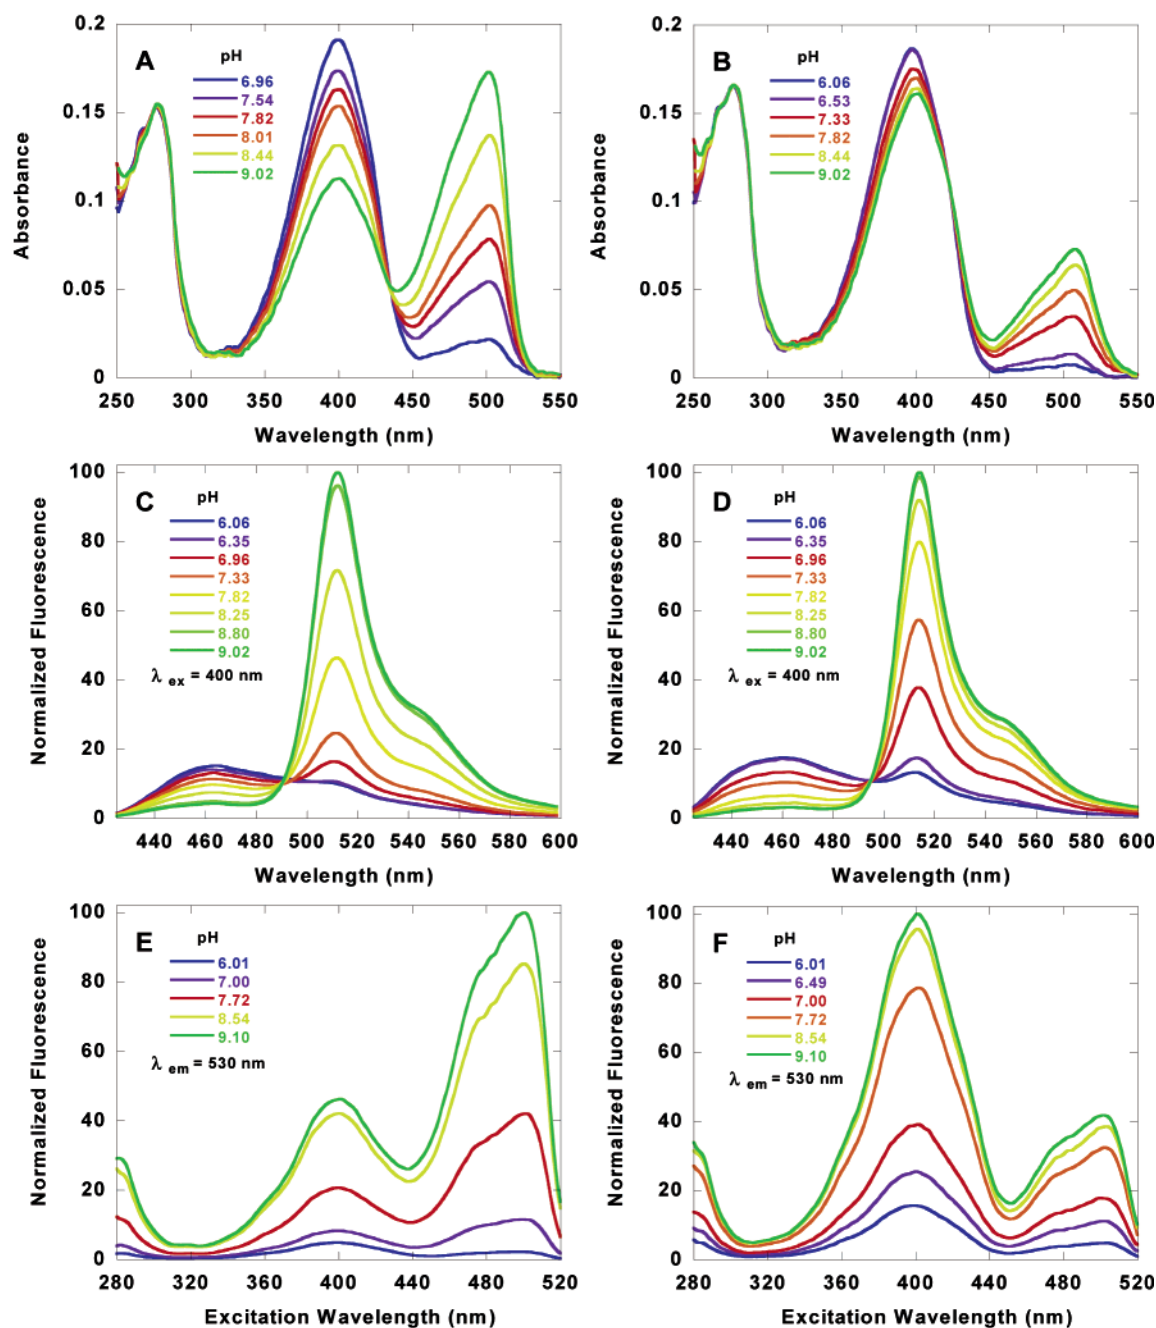 A
pH
6.96
7.54
7.82
8.01
8.44
9.02
0.2
0.15
0.1
0.05
0
Absorbance
250 300 350 400 450 500 550
Wavelength (nm)
B
pH
6.06
6.53
7.33
7.82
8.44
9.02
0.2
0.15
0.1
0.05
0
Absorbance
250 300 350 400 450 500 550
Wavelength (nm)
C
pH
6.06
6.35
6.96
7.33
7.82
8.25
8.80
9.02
λ ex = 400 nm
100
80
60
40
20
0
Normalized Fluorescence
440 460 480 500 520 540 560 580 600
Wavelength (nm)
D
pH
6.06
6.35
6.96
7.33
7.82
8.25
8.80
9.02
λ ex = 400 nm
100
80
60
40
20
0
Normalized Fluorescence
440 460 480 500 520 540 560 580 600
Wavelength (nm)
E
pH
6.01
7.00
7.72
8.54
9.10
λ em = 530 nm
100
80
60
40
20
0
Normalized Fluorescence
280 320 360 400 440 480 520
Excitation Wavelength (nm)
F
pH
6.01
6.49
7.00
7.72
8.54
9.10
λ em = 530 nm
100
80
60
40
20
0
Normalized Fluorescence
280 320 360 400 440 480 520
Excitation Wavelength (nm)